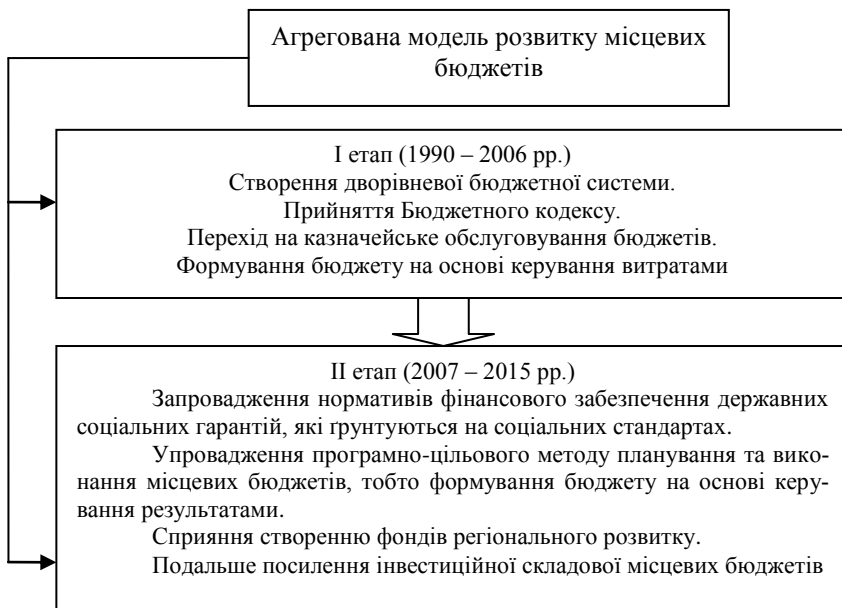 Агрегована модель розвитку місцевих
бюджетів
І етап (1990 – 2006 рр.)
Створення дворівневої бюджетної системи.
Прийняття Бюджетного кодексу.
Перехід на казначейське обслуговування бюджетів.
Формування бюджету на основі керування витратами
ІІ етап (2007 – 2015 рр.)
Запровадження нормативів фінансового забезпечення державних
соціальних гарантій, які ґрунтуються на соціальних стандартах.
Упровадження програмно-цільового методу планування та вико-
нання місцевих бюджетів, тобто формування бюджету на основі керу-
вання результатами.
Сприяння створенню фондів регіонального розвитку.
Подальше посилення інвестиційної складової місцевих бюджетів